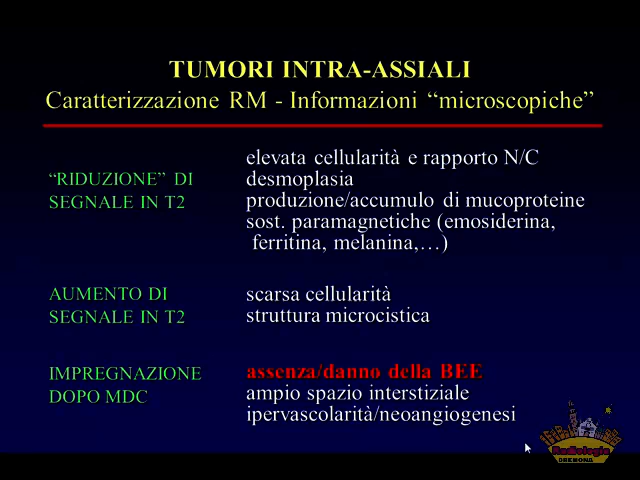 TUMORI INTRA-ASSIALI
Caratterizzazione RM - Informazioni “microscopiche”
“RIDUZIONE” DI
SEGNALE IN T2
elevata cellularità e rapporto N/C
desmoplasia
produzione/accumulo di mucoproteine
sost. paramagnetiche (emosiderina,
ferritina, melanina,…)
AUMENTO DI
SEGNALE IN T2
scarsa cellularità
struttura microcistica
IMPREGNAZIONE
DOPO MDC
assenza/danno della BEE
ampio spazio interstiziale
ipervascolarità/neoangiogenesi
Radiologia
CREMONA